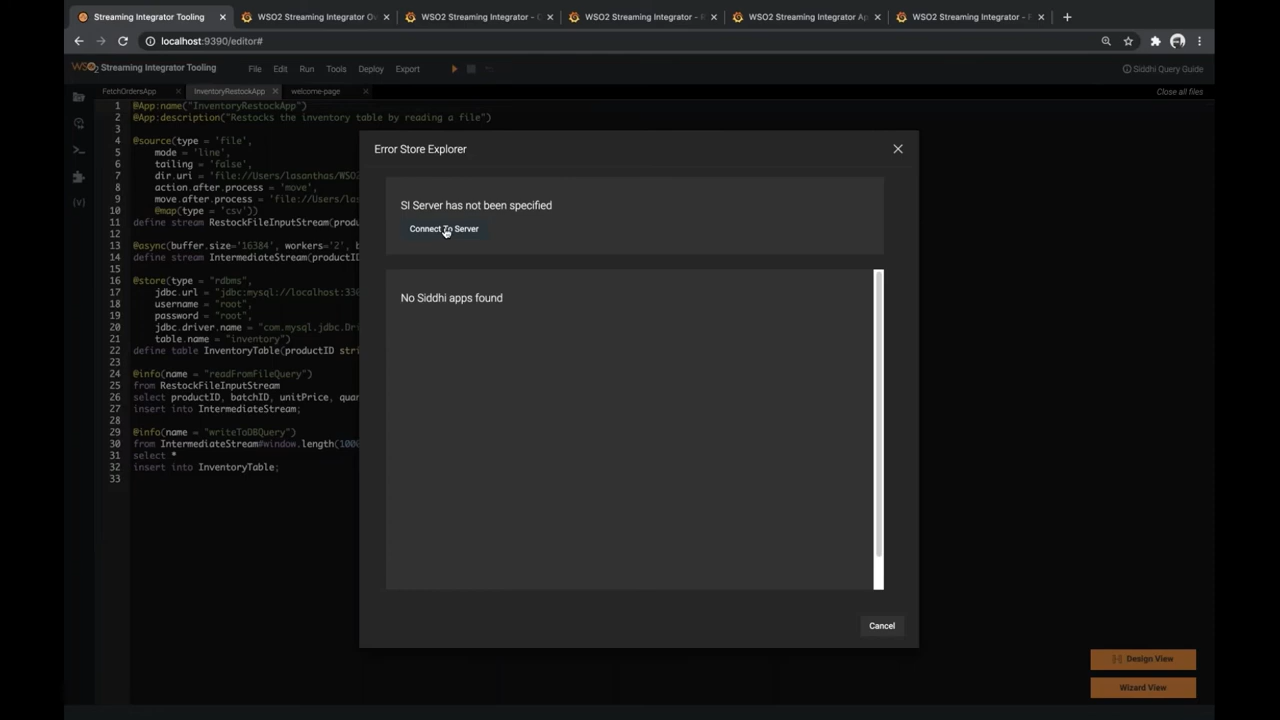 Streaming Integrator Tooling
WSO2 Streaming Integrator Ov
WSO2 Streaming Integrator - C
WSO2 Streaming Integrator - R
WSO2 Streaming Integrator Ap
WSO2 Streaming Integrator - F
localhost:9390/editor#
WSO2 Streaming Integrator Tooling
File Edit Run Tools Deploy Export
Siddhi Query Guide
FetchOrdersApp
InventoryRestockApp
welcome-page
Close all files
1 @App:name("InventoryRestockApp")
2 @App:description("Restocks the inventory table by reading a file")
3
4 @source(type = 'file',
5 mode = 'line',
6 tailing = 'false',
7 dir.uri = 'file://Users/lasanthas/WSO2
8 action.after.process = 'move',
9 move.after.process = 'file://Users/las
10 @map(type = 'csv'))
11 define stream RestockFileInputStream(produ
12
13 @async(buffer.size='16384', workers='2', b
14 define stream IntermediateStream(productID
15
16 @store(type = "rdbms",
17 jdbc.url = "jdbc:mysql://localhost:330
18 username = "root",
19 password = "root",
20 jdbc.driver.name = "com.mysql.jdbc.Dri
21 table.name = "inventory")
22 define table InventoryTable(productID stri
23
24 @info(name = "readFromFileQuery")
25 from RestockFileInputStream
26 select productID, batchID, unitPrice, quan
27 insert into IntermediateStream;
28
29 @info(name = "writeToDBQuery")
30 from IntermediateStream#window.length(1000
31 select *
32 insert into InventoryTable;
33
Error Store Explorer
SI Server has not been specified
Connect To Server
No Siddhi apps found
Cancel
Design View
Wizard View